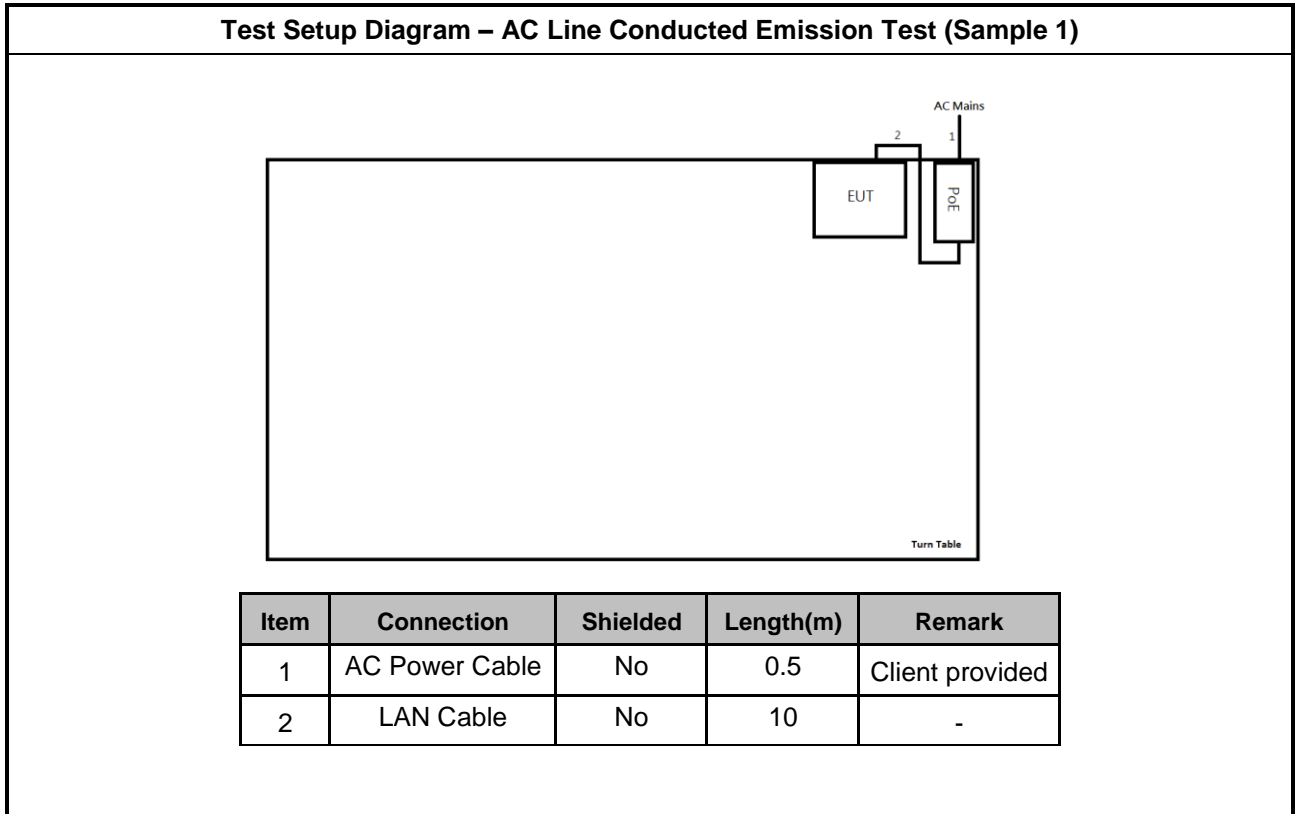 Test Setup Diagram – AC Line Conducted Emission Test (Sample 1)
AC Mains
2
1
EUT
PoE
Turn Table
Item Connection Shielded Length(m) Remark
1 AC Power Cable No 0.5 Client provided
2 LAN Cable No 10 -